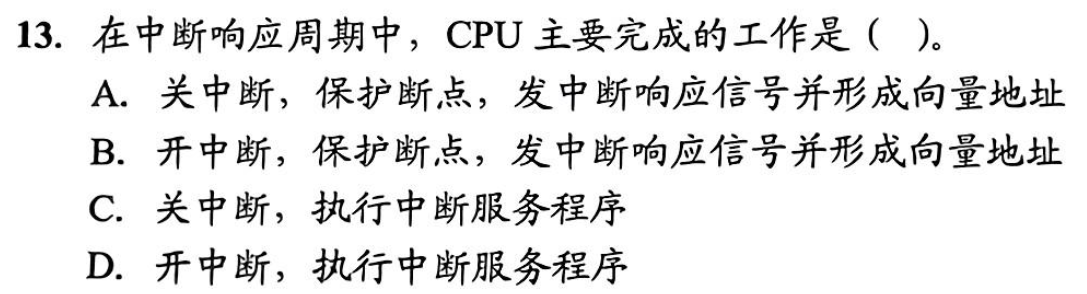 13. 在中断响应周期中，CPU 主要完成的工作是（ ）。
A. 关中断，保护断点，发中断响应信号并形成向量地址
B. 开中断，保护断点，发中断响应信号并形成向量地址
C. 关中断，执行中断服务程序
D. 开中断，执行中断服务程序